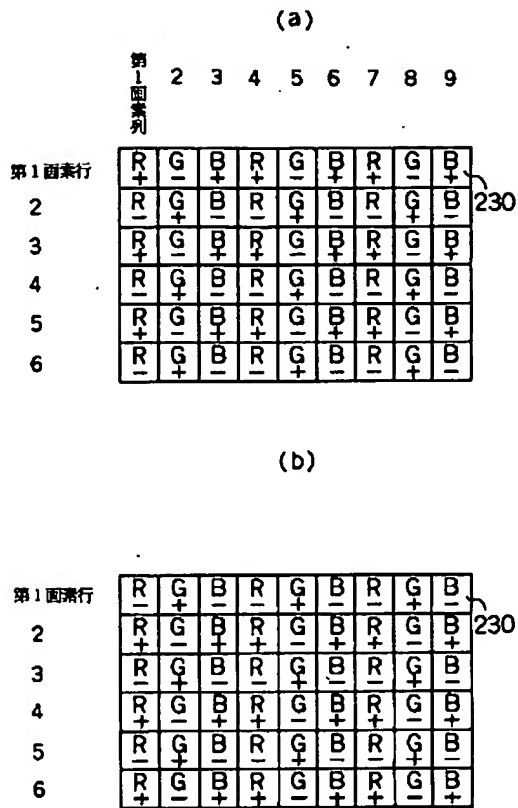 (a)
第1画素列 2 3 4 5 6 7 8 9
第1画素行 R G B R G B R G B
+ − + + − + + − +
230
2 R G B R G B R G B
− + − − + − − + −
3 R G B R G B R G B
+ − + + − + + − +
4 R G B R G B R G B
− + − − + − − + −
5 R G B R G B R G B
+ − + + − + + − +
6 R G B R G B R G B
− + − − + − − + −
(b)
第1画素行 R G B R G B R G B
− + − − + − − + −
230
2 R G B R G B R G B
+ − + + − + + − +
3 R G B R G B R G B
− + − − + − − + −
4 R G B R G B R G B
+ − + + − + + − +
5 R G B R G B R G B
− + − − + − − + −
6 R G B R G B R G B
+ − + + − + + − +